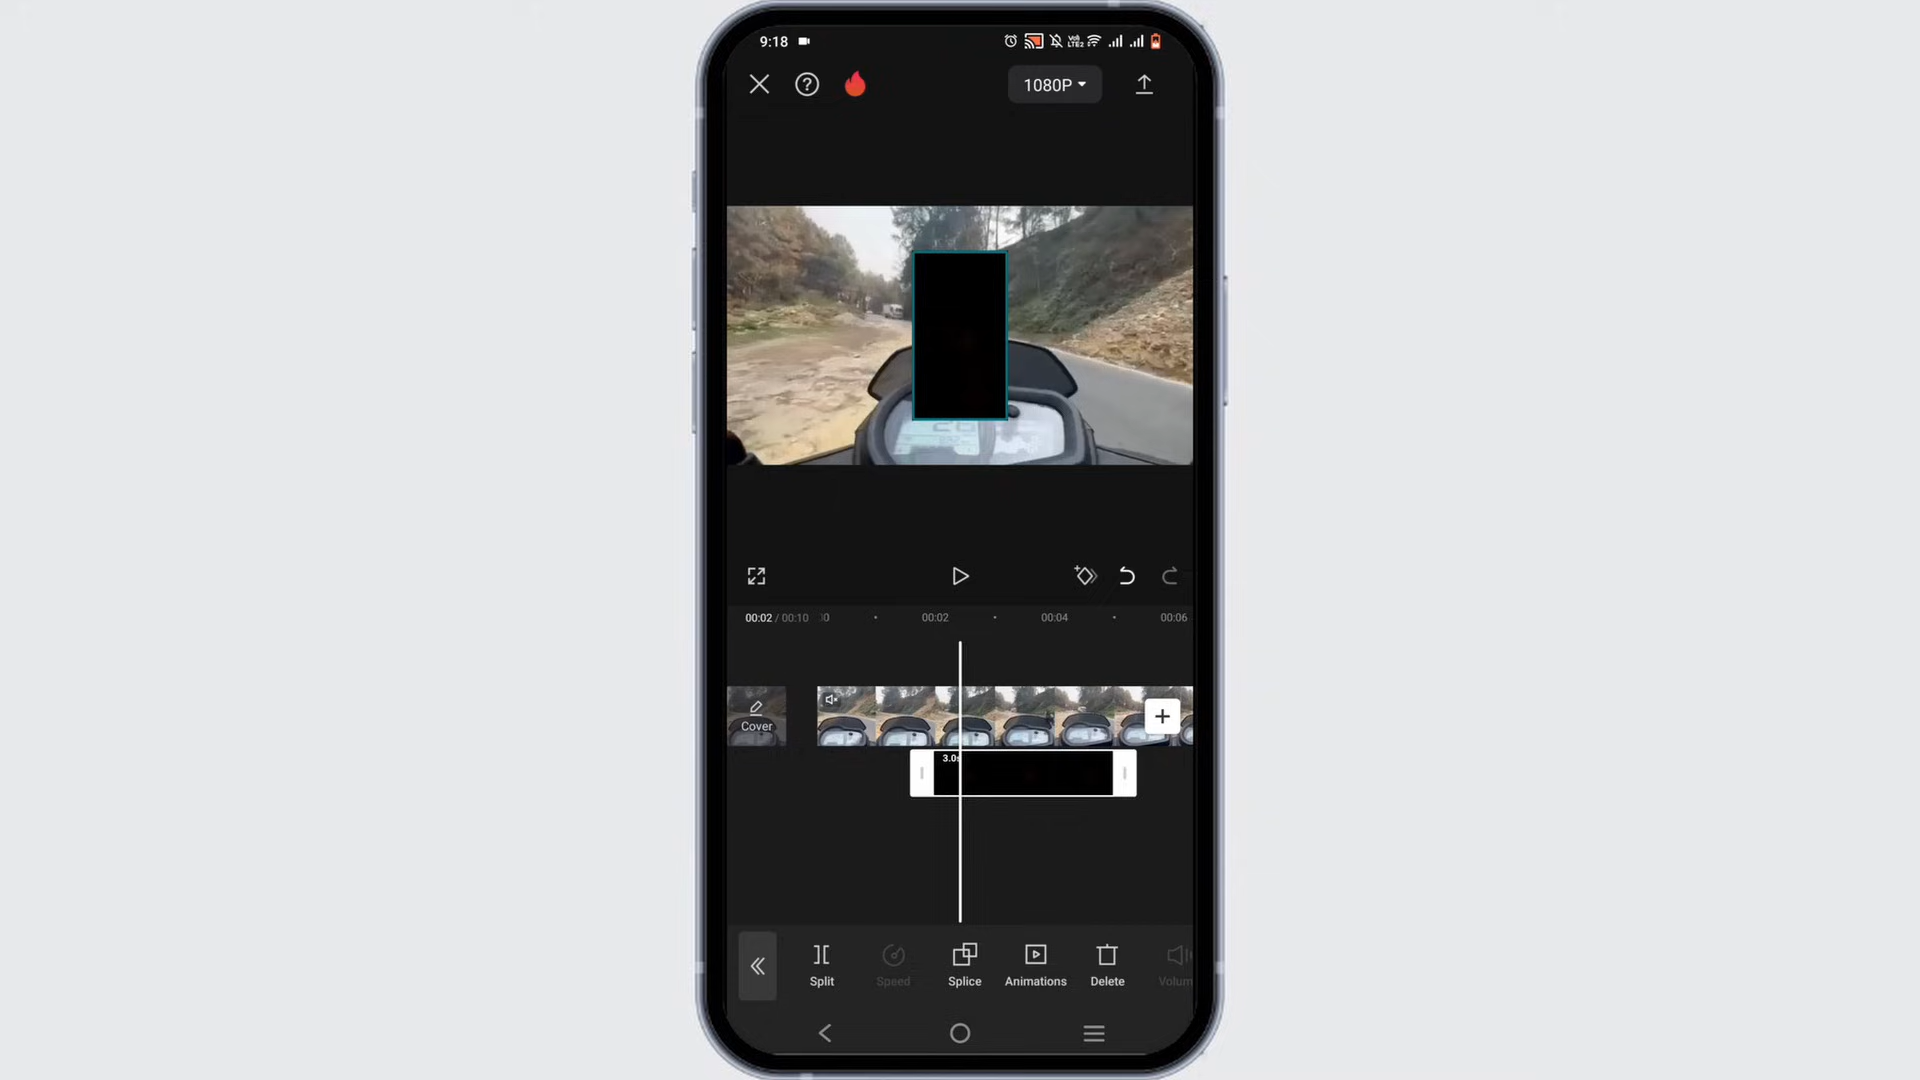 9:18
1080P
00:02 / 00:10
00:02
00:04
00:06
Cover
3.0s
Split
Speed
Splice
Animations
Delete
Volum